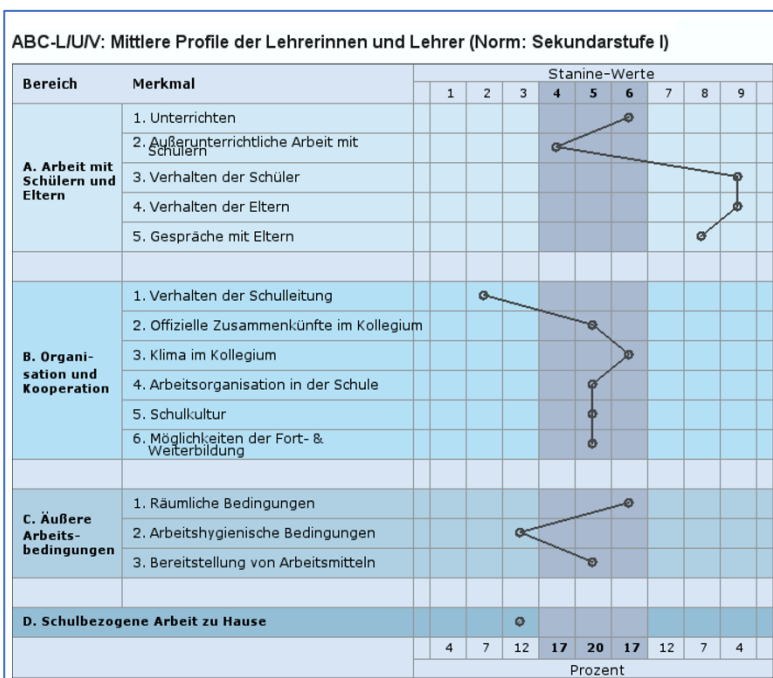 ABC-L/U/V: Mittlere Profile der Lehrerinnen und Lehrer (Norm: Sekundarstufe I)
Bereich Merkmal Stanine-Werte
1 2 3 4 5 6 7 8 9
A. Arbeit mit
Schülern und
Eltern
1. Unterrichten
2. Außerunterrichtliche Arbeit mit
Schülern
3. Verhalten der Schüler
4. Verhalten der Eltern
5. Gespräche mit Eltern
B. Organi-
sation und
Kooperation
1. Verhalten der Schulleitung
2. Offizielle Zusammenkünfte im Kollegium
3. Klima im Kollegium
4. Arbeitsorganisation in der Schule
5. Schulkultur
6. Möglichkeiten der Fort- &
Weiterbildung
C. Äußere
Arbeits-
bedingungen
1. Räumliche Bedingungen
2. Arbeitshygienische Bedingungen
3. Bereitstellung von Arbeitsmitteln
D. Schulbezogene Arbeit zu Hause
4 7 12 17 20 17 12 7 4
Prozent